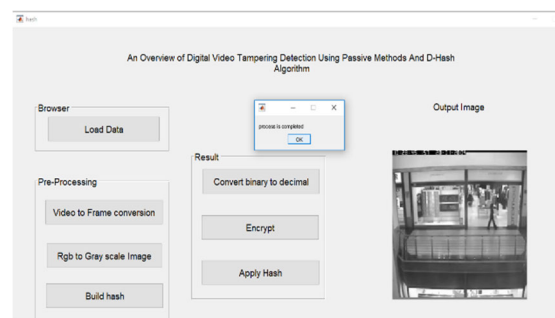 hash
An Overview of Digital Video Tampering Detection Using Passive Methods And D-Hash
Algorithm
Browser
Load Data
process is completed
OK
Output Image
Result
Pre-Processing
Convert binary to decimal
Video to Frame conversion
Encrypt
Rgb to Gray scale Image
Apply Hash
Build hash